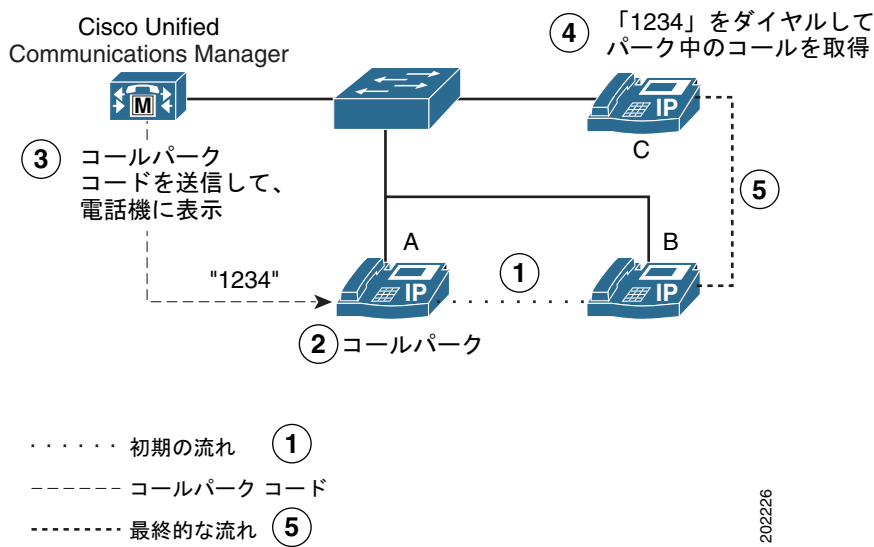 Cisco Unified
Communications Manager
M
④ 「1234」をダイヤルして
パーク中のコールを取得
IP
C
③ コールパーク
コードを送信して、
電話機に表示
⑤
A
B
"1234"
①
IP
IP
② コールパーク
初期の流れ ①
コールパーク コード
最終的な流れ ⑤
202226